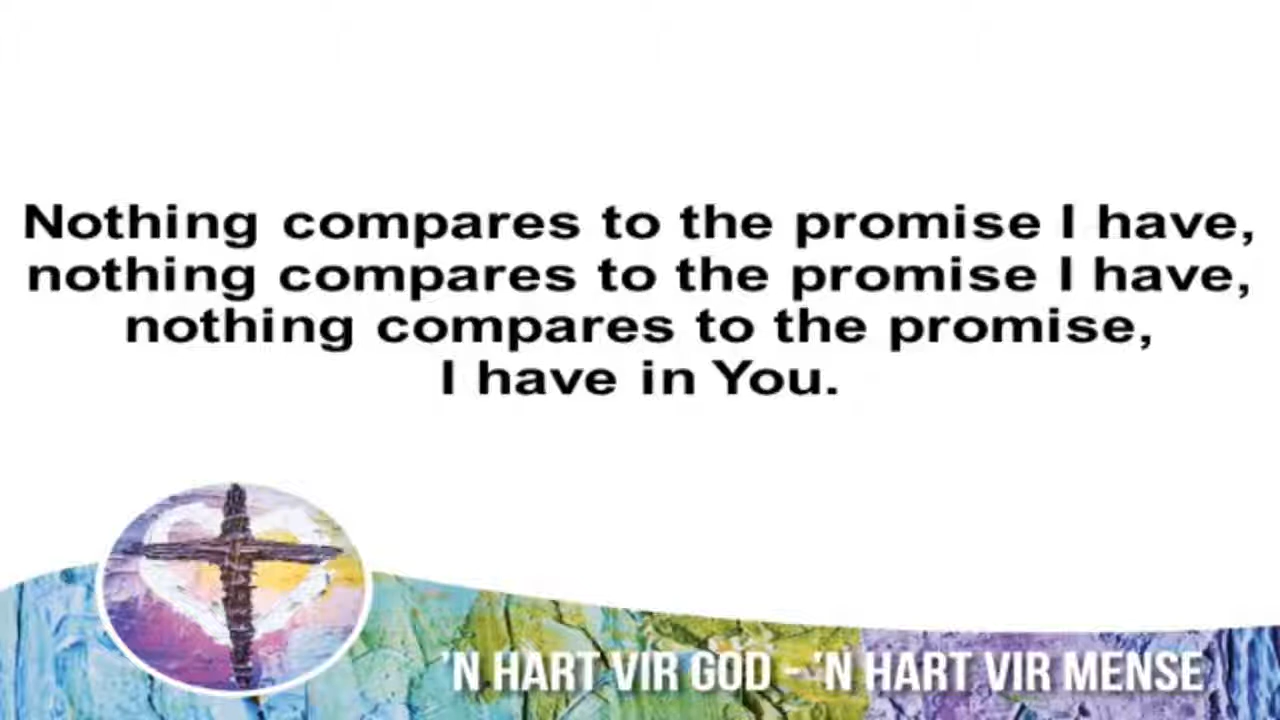 Nothing compares to the promise I have,
nothing compares to the promise I have,
nothing compares to the promise,
I have in You.
'N HART VIR GOD - 'N HART VIR MENSE